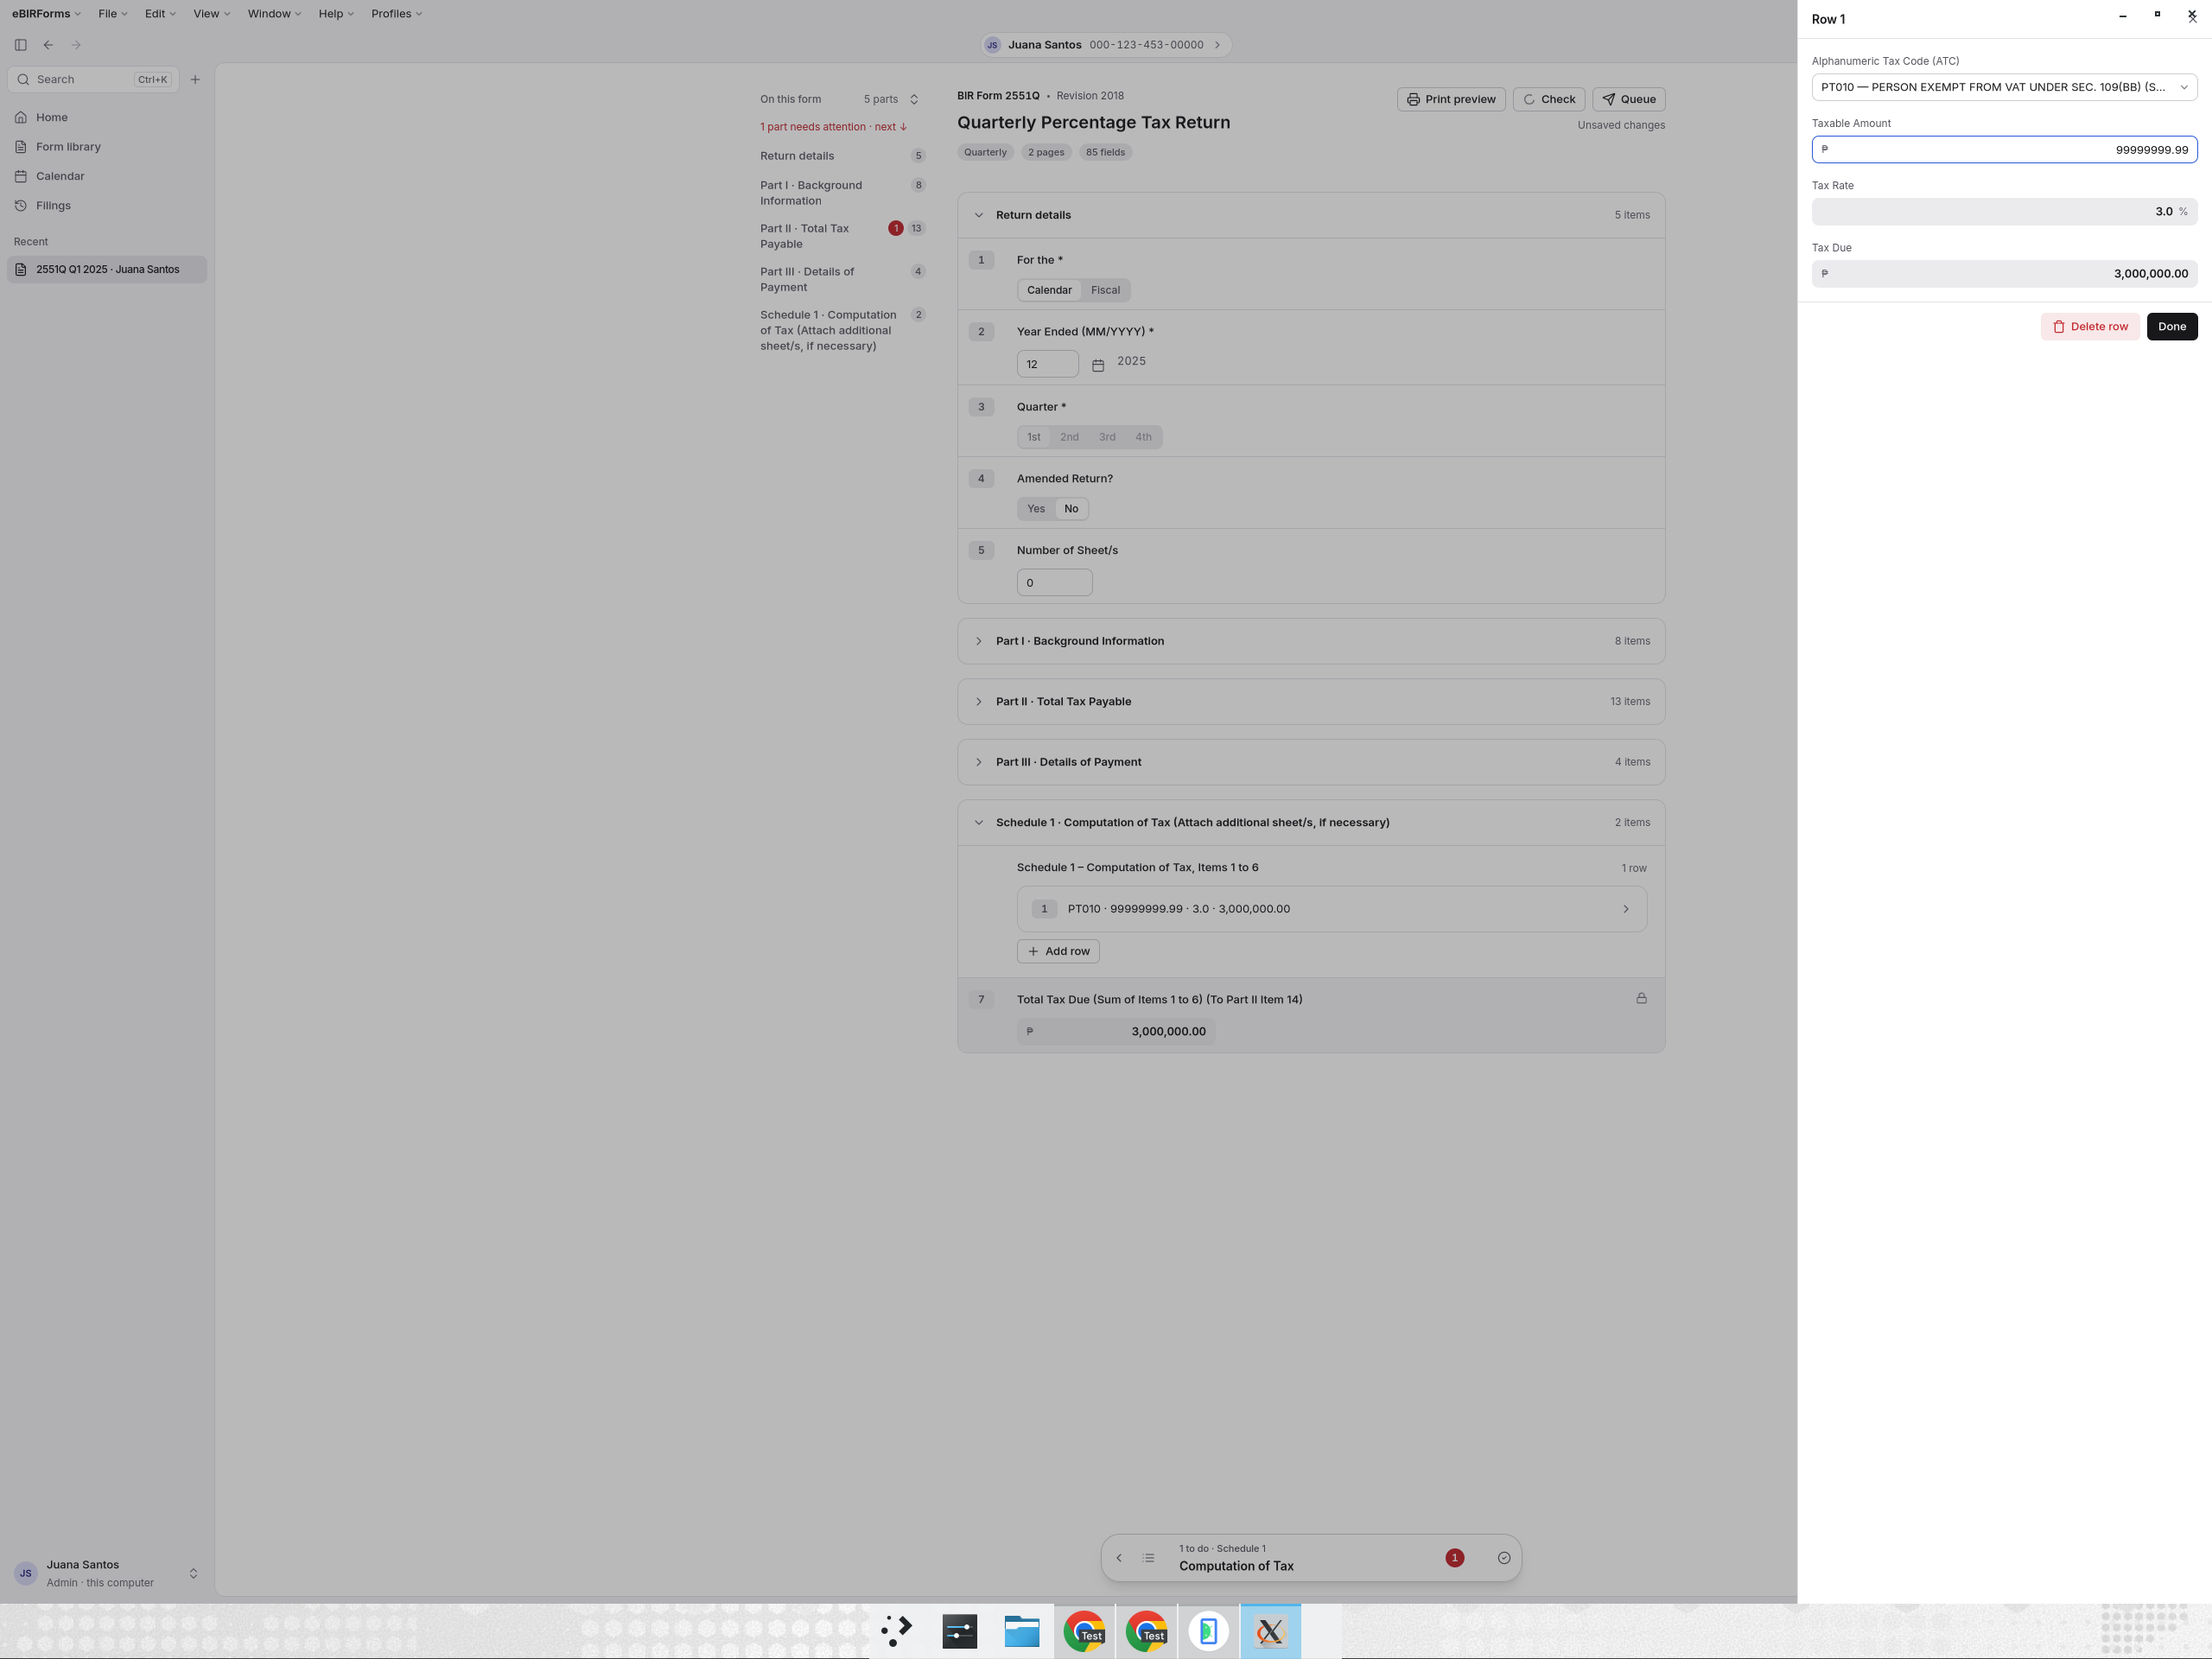 eBIRForms File Edit View Window Help Profiles
JS Juana Santos 000-123-453-00000
Search Ctrl+K
Home
Form library
Calendar
Filings
Recent
2551Q Q1 2025 · Juana Santos
On this form 5 parts
1 part needs attention · next ↓
Return details 5
Part I · Background Information 8
Part II · Total Tax Payable 1 13
Part III · Details of Payment 4
Schedule 1 · Computation of Tax (Attach additional sheet/s, if necessary) 2
BIR Form 2551Q • Revision 2018
Quarterly Percentage Tax Return
Quarterly 2 pages 85 fields
Print preview Check Queue
Unsaved changes
Return details 5 items
1 For the *
Calendar Fiscal
2 Year Ended (MM/YYYY) *
12 2025
3 Quarter *
1st 2nd 3rd 4th
4 Amended Return?
Yes No
5 Number of Sheet/s
0
Part I · Background Information 8 items
Part II · Total Tax Payable 13 items
Part III · Details of Payment 4 items
Schedule 1 · Computation of Tax (Attach additional sheet/s, if necessary) 2 items
Schedule 1 – Computation of Tax, Items 1 to 6 1 row
1 PT010 · 99999999.99 · 3.0 · 3,000,000.00
Add row
7 Total Tax Due (Sum of Items 1 to 6) (To Part II Item 14)
₱ 3,000,000.00
1 to do · Schedule 1
Computation of Tax 1
JS Juana Santos
Admin · this computer
Row 1
Alphanumeric Tax Code (ATC)
PT010 — PERSON EXEMPT FROM VAT UNDER SEC. 109(BB) (S...
Taxable Amount
₱ 99999999.99
Tax Rate
3.0 %
Tax Due
₱ 3,000,000.00
Delete row Done
Test Test